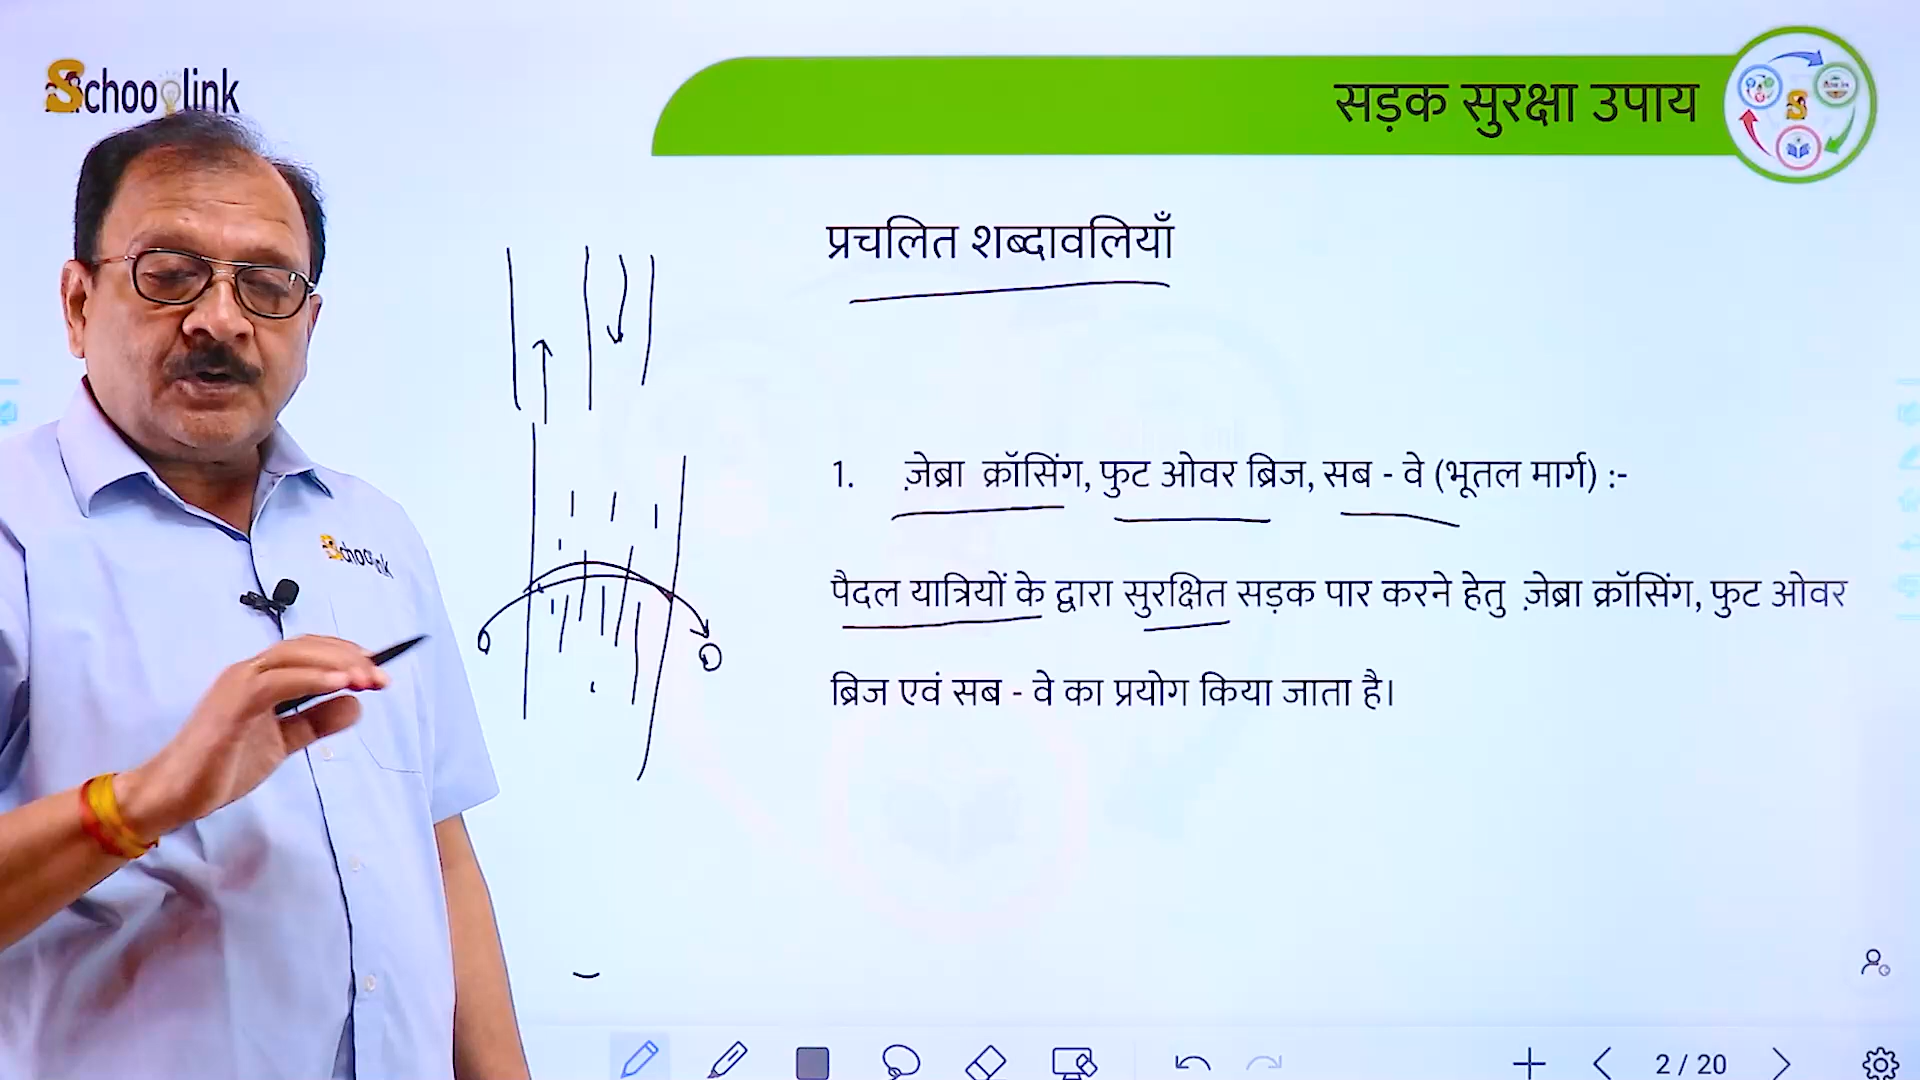 Schoolink
सड़क सुरक्षा उपाय
प्रचलित शब्दावलियाँ
1. ज़ेब्रा क्रॉसिंग, फुट ओवर ब्रिज, सब - वे (भूतल मार्ग) :-
पैदल यात्रियों के द्वारा सुरक्षित सड़क पार करने हेतु ज़ेब्रा क्रॉसिंग, फुट ओवर
ब्रिज एवं सब - वे का प्रयोग किया जाता है।
Schoolink
2 / 20